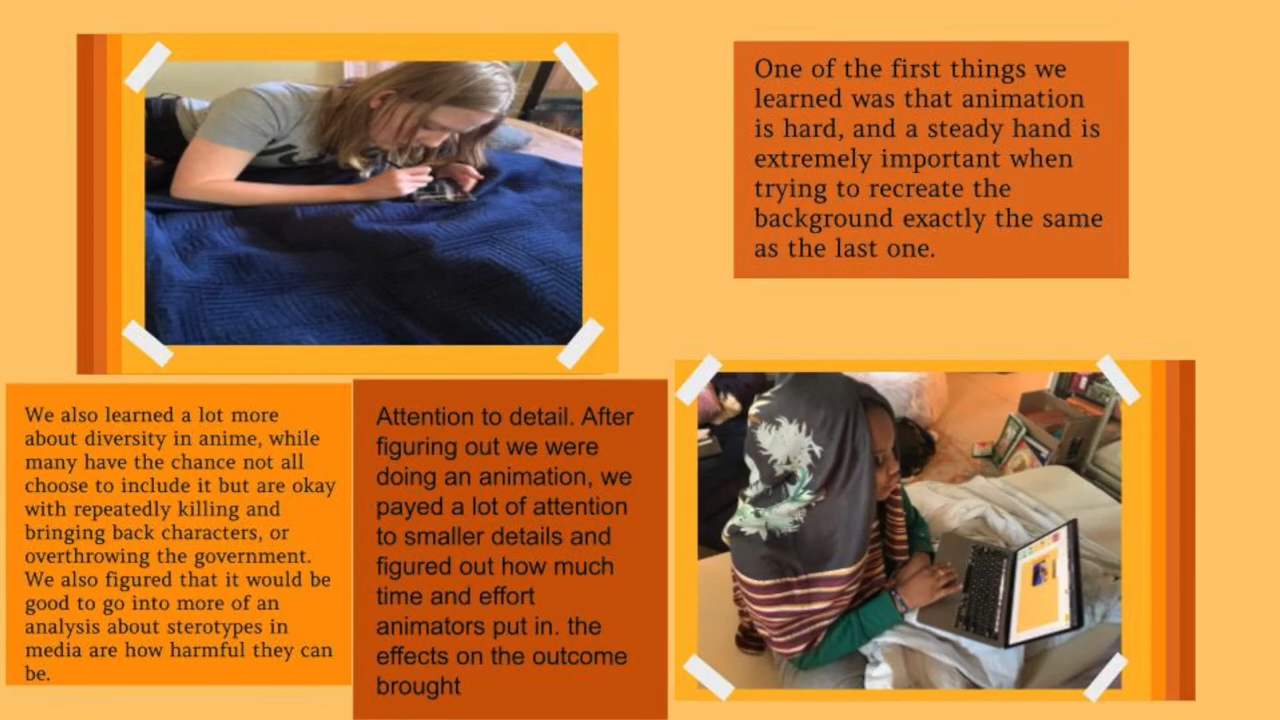 One of the first things we
learned was that animation
is hard, and a steady hand is
extremely important when
trying to recreate the
background exactly the same
as the last one.
We also learned a lot more
about diversity in anime, while
many have the chance not all
choose to include it but are okay
with repeatedly killing and
bringing back characters, or
overthrowing the government.
We also figured that it would be
good to go into more of an
analysis about sterotypes in
media are how harmful they can
be.
Attention to detail. After
figuring out we were
doing an animation, we
payed a lot of attention
to smaller details and
figured out how much
time and effort
animators put in. the
effects on the outcome
brought